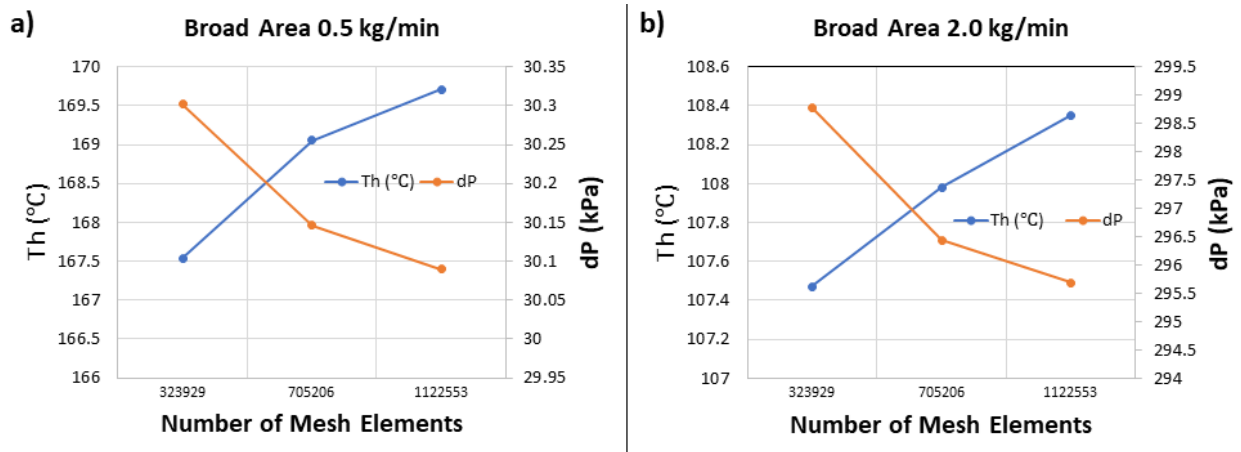 a)
Broad Area 0.5 kg/min
170
169.5
169
168.5
168
167.5
167
166.5
166
Th (°C)
30.35
30.3
30.25
30.2
30.15
30.1
30.05
30
29.95
dP (kPa)
Th (°C) dP
323929 705206 1122553
Number of Mesh Elements
b)
Broad Area 2.0 kg/min
108.6
108.4
108.2
108
107.8
107.6
107.4
107.2
107
Th (°C)
299.5
299
298.5
298
297.5
297
296.5
296
295.5
295
294.5
294
dP (kPa)
Th (°C) dP
323929 705206 1122553
Number of Mesh Elements